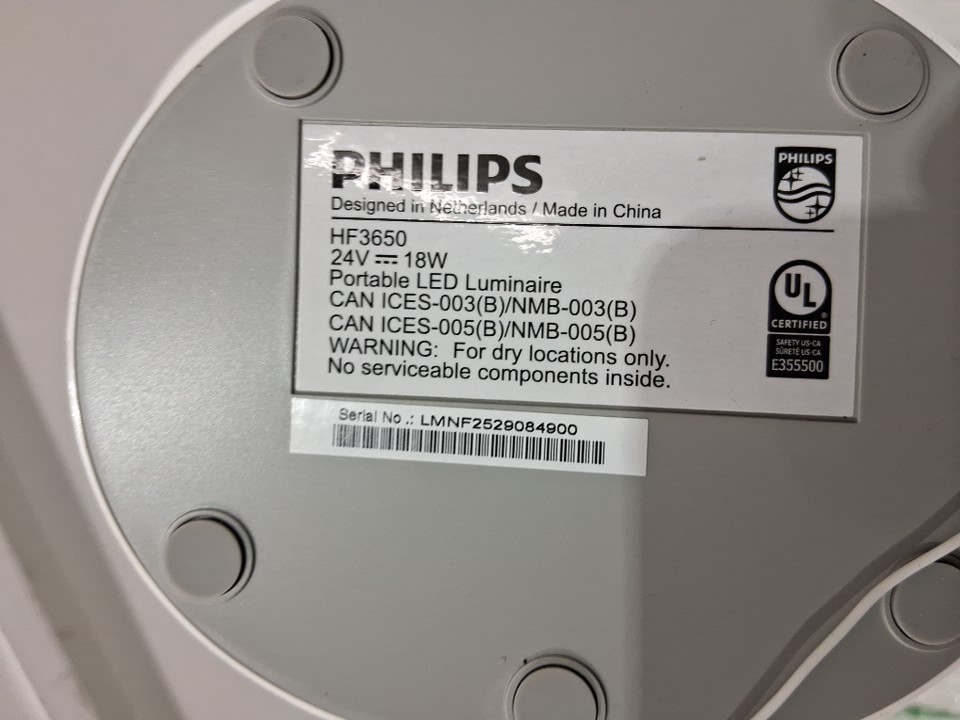 PHILIPS
Designed in Netherlands / Made in China
HF3650
24V ⎓ 18W
Portable LED Luminaire
CAN ICES-003(B)/NMB-003(B)
CAN ICES-005(B)/NMB-005(B)
WARNING: For dry locations only.
No serviceable components inside.
PHILIPS
UL
®
CERTIFIED
SAFETY US-CA
SÛRETÉ US-CA
E355500
Serial No.: LMNF2529084900